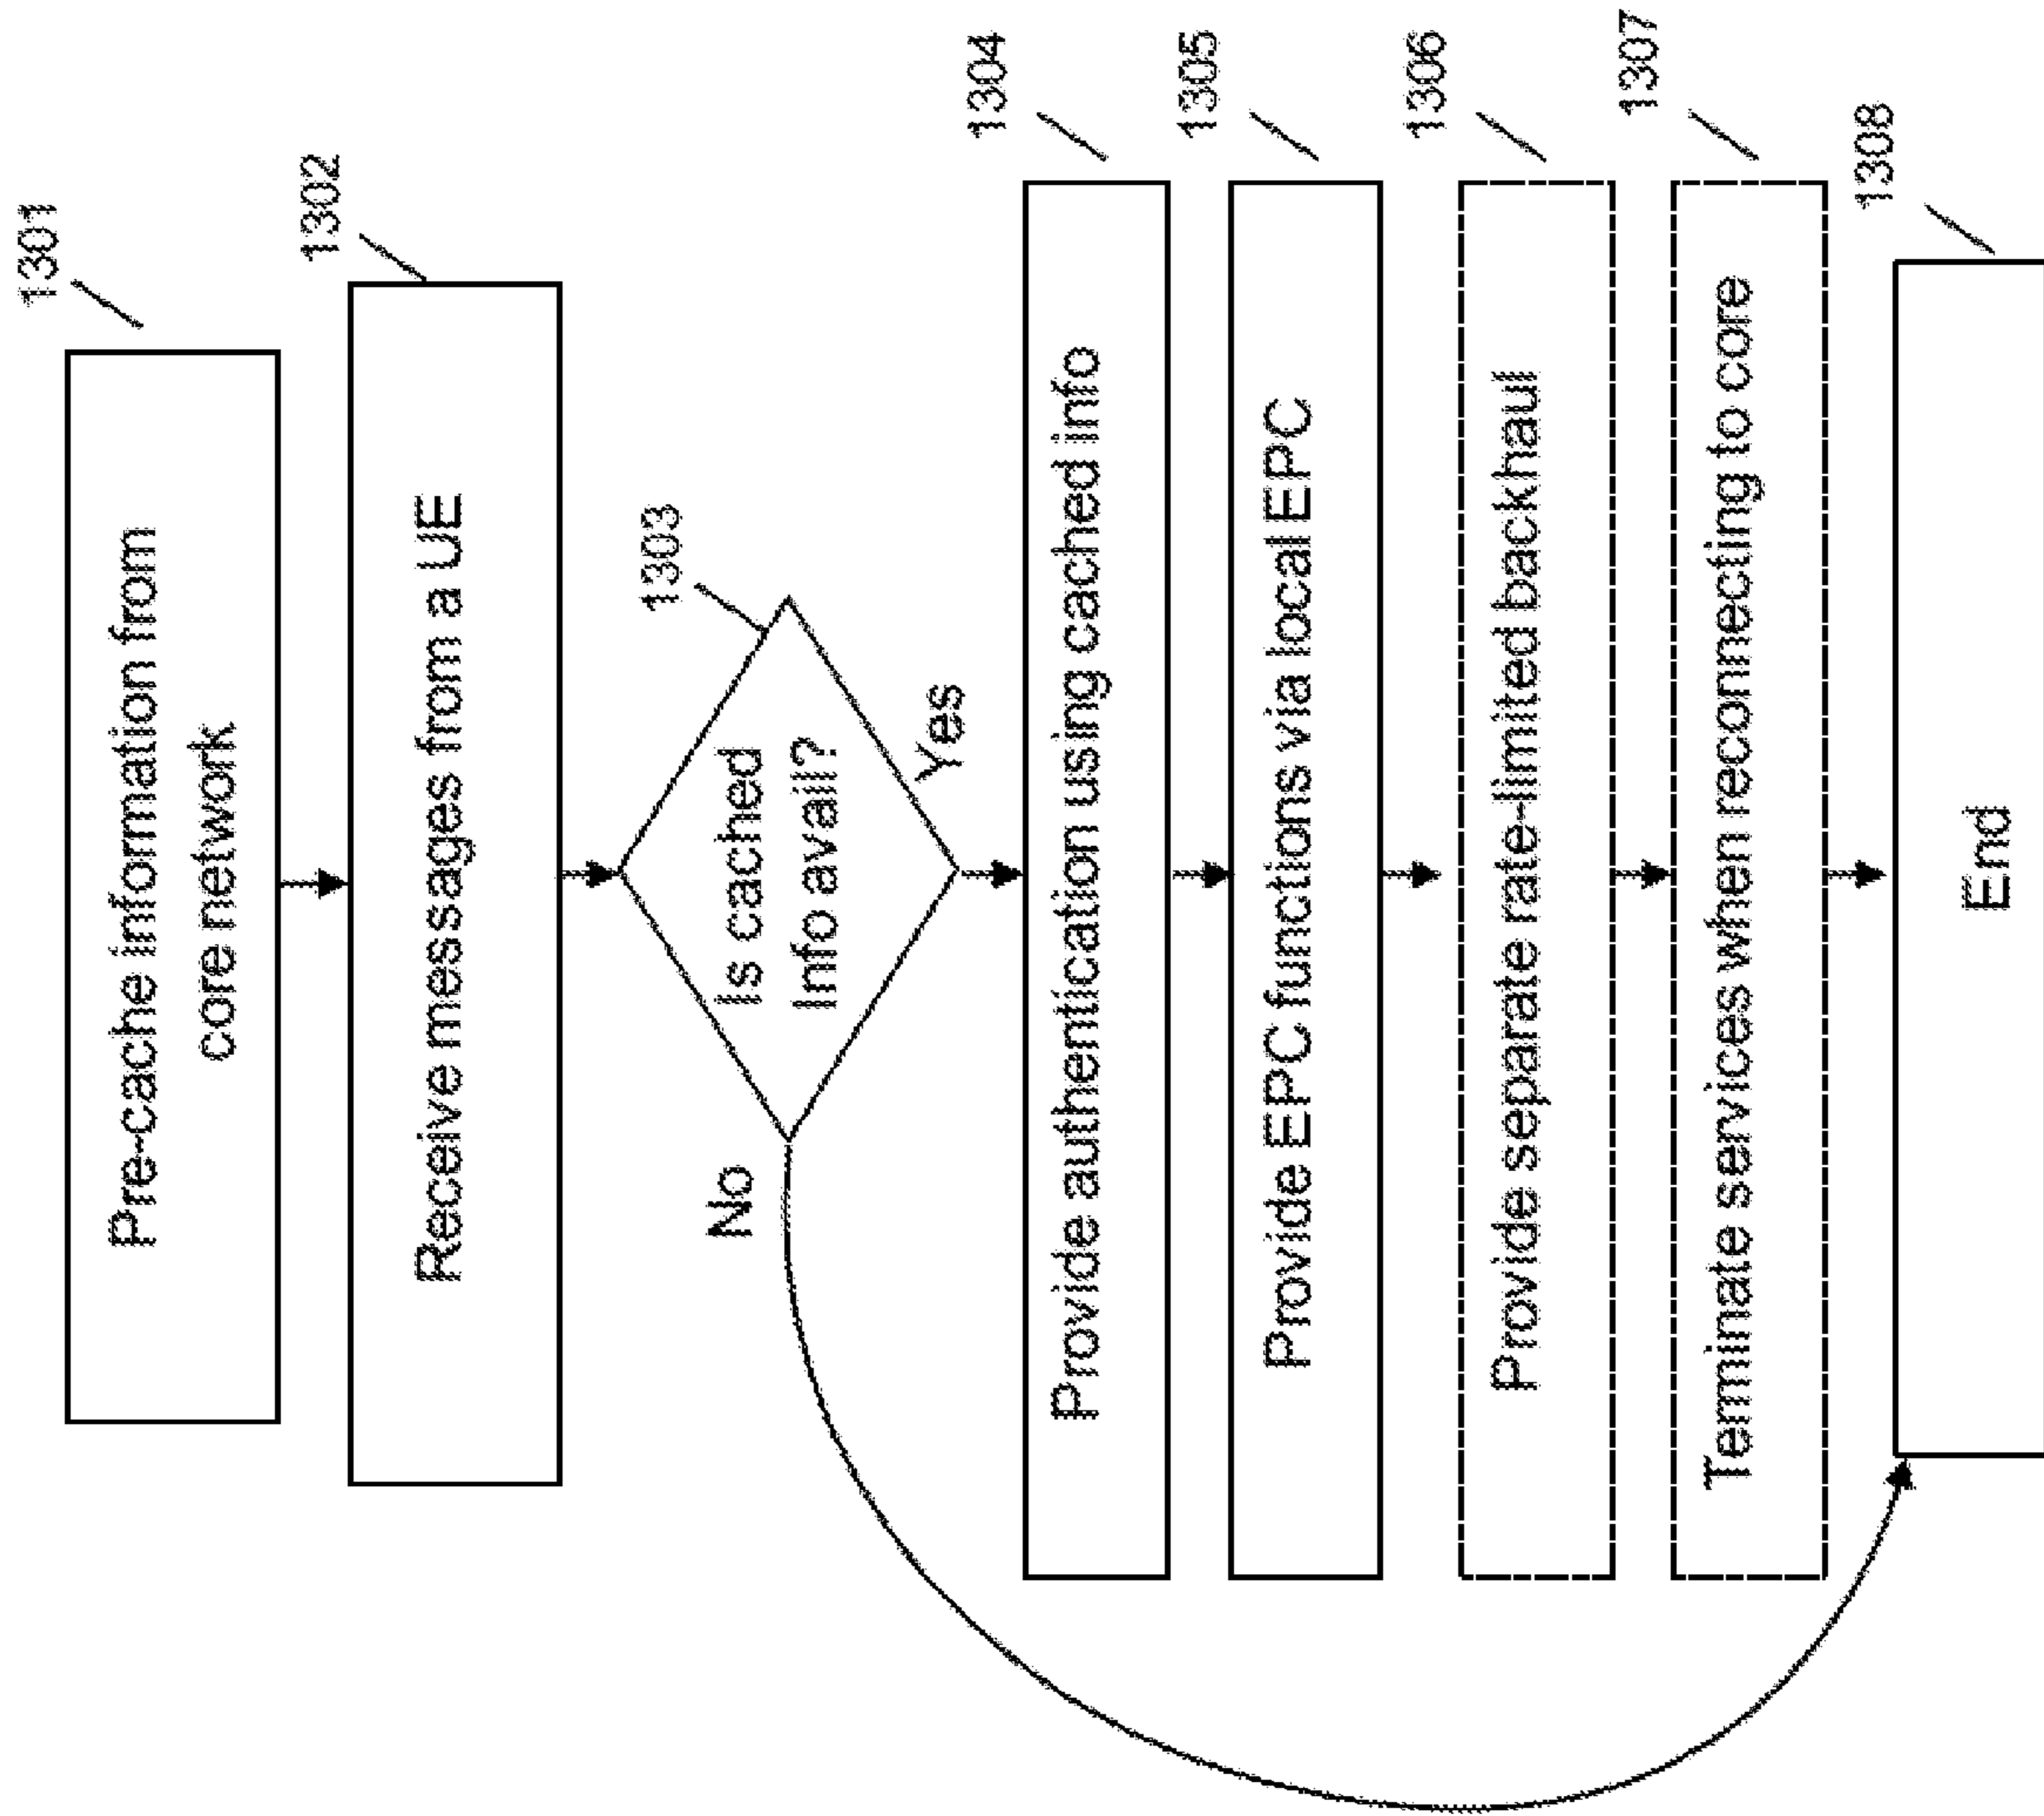 1301
Pre-cache information from
core network
1302
Receive messages from a UE
1303
Is cached
Info avail?
No
Yes
1304
Provide authentication using cached info
1305
Provide EPC functions via local EPC
1306
Provide separate rate-limited backhaul
1307
Teminate services when reconnecting to core
1308
End